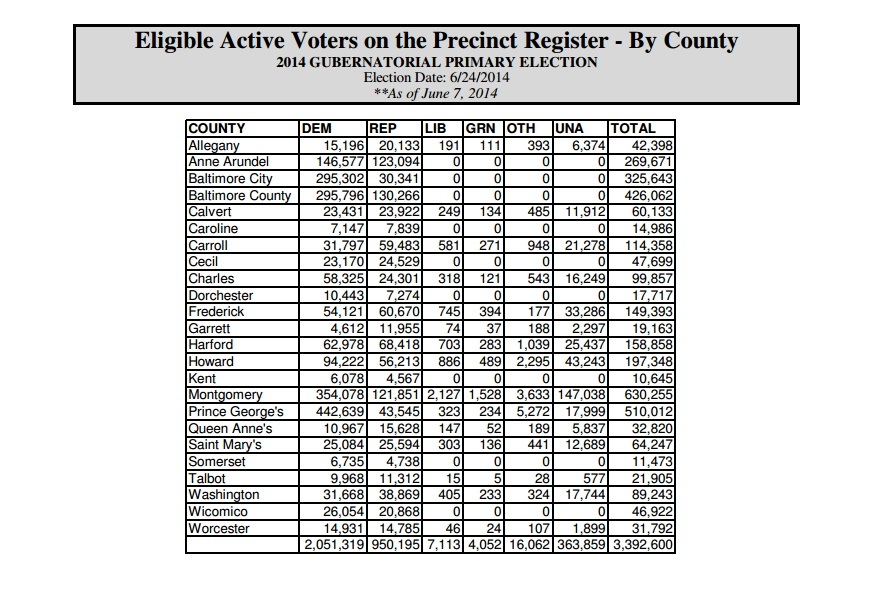 Eligible Active Voters on the Precinct Register - By County
2014 GUBERNATORIAL PRIMARY ELECTION
Election Date: 6/24/2014
**As of June 7, 2014
COUNTY DEM REP LIB GRN OTH UNA TOTAL
Allegany 15,196 20,133 191 111 393 6,374 42,398
Anne Arundel 146,577 123,094 0 0 0 0 269,671
Baltimore City 295,302 30,341 0 0 0 0 325,643
Baltimore County 295,796 130,266 0 0 0 0 426,062
Calvert 23,431 23,922 249 134 485 11,912 60,133
Caroline 7,147 7,839 0 0 0 0 14,986
Carroll 31,797 59,483 581 271 948 21,278 114,358
Cecil 23,170 24,529 0 0 0 0 47,699
Charles 58,325 24,301 318 121 543 16,249 99,857
Dorchester 10,443 7,274 0 0 0 0 17,717
Frederick 54,121 60,670 745 394 177 33,286 149,393
Garrett 4,612 11,955 74 37 188 2,297 19,163
Harford 62,978 68,418 703 283 1,039 25,437 158,858
Howard 94,222 56,213 886 489 2,295 43,243 197,348
Kent 6,078 4,567 0 0 0 0 10,645
Montgomery 354,078 121,851 2,127 1,528 3,633 147,038 630,255
Prince George's 442,639 43,545 323 234 5,272 17,999 510,012
Queen Anne's 10,967 15,628 147 52 189 5,837 32,820
Saint Mary's 25,084 25,594 303 136 441 12,689 64,247
Somerset 6,735 4,738 0 0 0 0 11,473
Talbot 9,968 11,312 15 5 28 577 21,905
Washington 31,668 38,869 405 233 324 17,744 89,243
Wicomico 26,054 20,868 0 0 0 0 46,922
Worcester 14,931 14,785 46 24 107 1,899 31,792
2,051,319 950,195 7,113 4,052 16,062 363,859 3,392,600